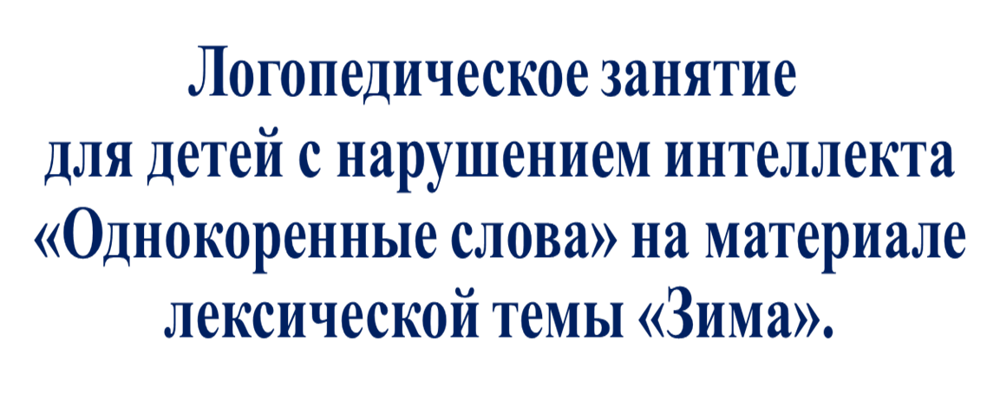 Логопедическое занятие
для детей с нарушением интеллекта
«Однокоренные слова» на материале
лексической темы «Зима».